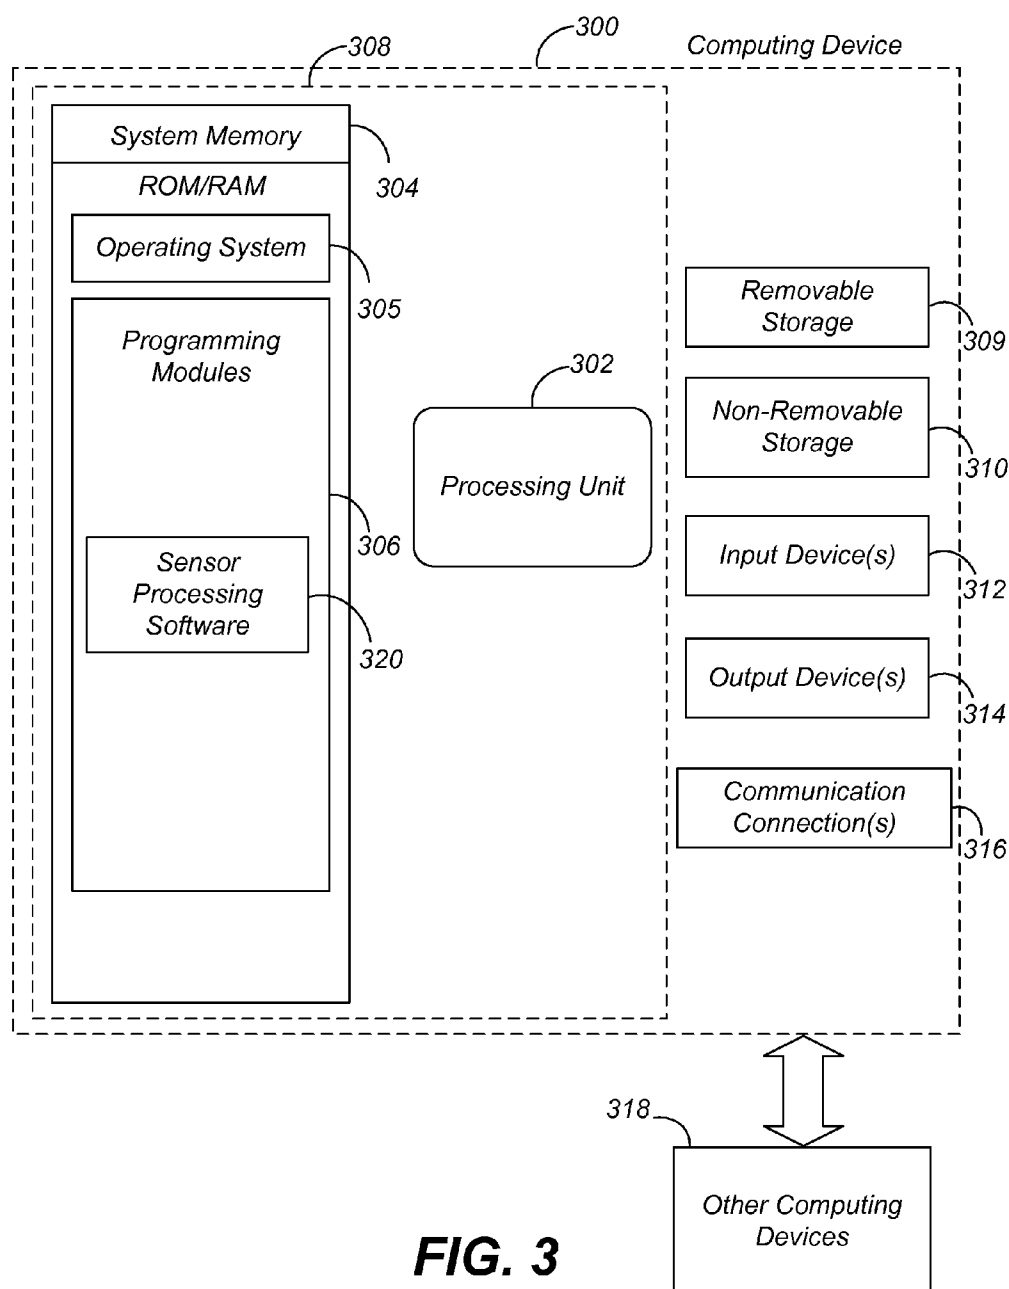 300
Computing Device
308
System Memory
304
ROM/RAM
Operating System
305
Programming
Modules
306
Sensor
Processing
Software
320
302
Processing Unit
Removable
Storage
309
Non-Removable
Storage
310
Input Device(s)
312
Output Device(s)
314
Communication
Connection(s)
316
318
Other Computing
Devices
FIG. 3